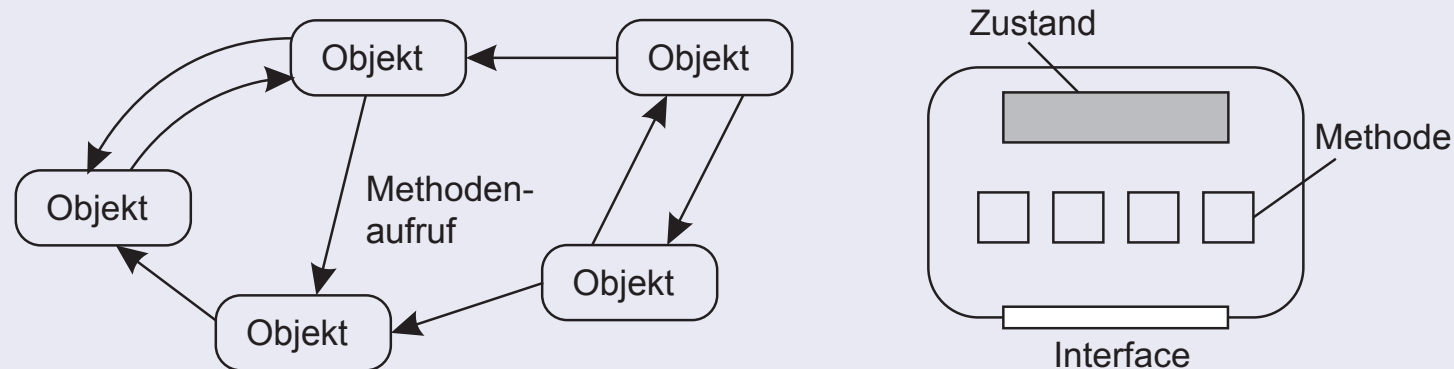 Objekt
Objekt
Objekt
Methoden-
aufruf
Objekt
Objekt
Zustand
Methode
Interface